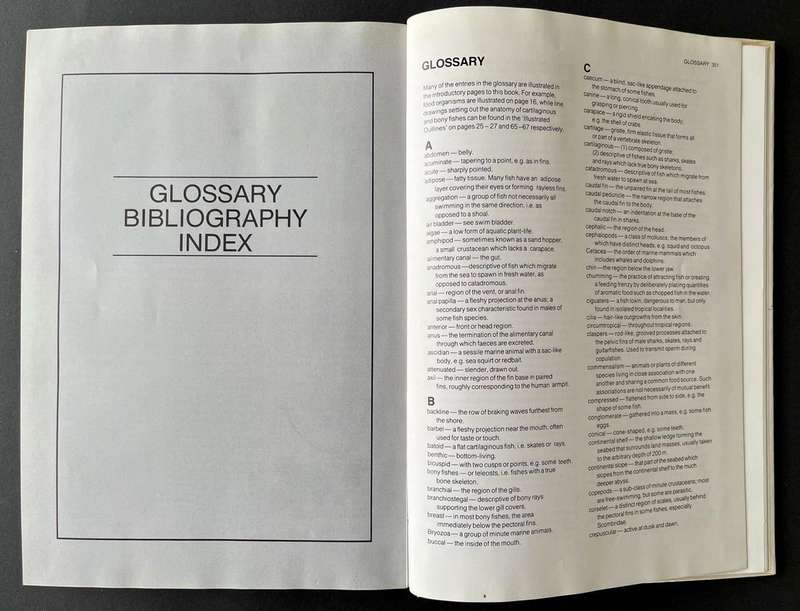 GLOSSARY
BIBLIOGRAPHY
INDEX
GLOSSARY 351
GLOSSARY
Many of the entries in the glossary are illustrated in
the introductory pages to this book. For example,
food organisms are illustrated on page 16, while line
drawings setting out the anatomy of cartilaginous
and bony fishes can be found in the 'Illustrated
Outlines' on pages 25–27 and 65–67 respectively.
A
abdomen — belly.
acuminate — tapering to a point, e.g. as in fins.
acute — sharply pointed.
adipose — fatty tissue. Many fish have an adipose
layer covering their eyes or forming rayless fins.
aggregation — a group of fish not necessarily all
swimming in the same direction, i.e. as
opposed to a shoal.
air bladder — see swim bladder.
algae — a low form of aquatic plant-life.
amphipod — sometimes known as a sand hopper,
a small crustacean which lacks a carapace.
alimentary canal — the gut.
anadromous —descriptive of fish which migrate
from the sea to spawn in fresh water, as
opposed to catadromous.
anal — region of the vent, or anal fin.
anal papilla — a fleshy projection at the anus; a
secondary sex characteristic found in males of
some fish species.
anterior — front or head region.
anus — the termination of the alimentary canal
through which faeces are excreted.
ascidian — a sessile marine animal with a sac-like
body, e.g. sea squirt or redbait.
attenuated — slender, drawn out.
axil — the inner region of the fin base in paired
fins, roughly corresponding to the human armpit.
B
backline — the row of braking waves furthest from
the shore.
barbel — a fleshy projection near the mouth, often
used for taste or touch.
batoid — a flat cartilaginous fish, i.e. skates or rays.
benthic — bottom-living.
bicuspid — with two cusps or points, e.g. some teeth.
bony fishes — or teleosts, i.e. fishes with a true
bone skeleton.
branchial — the region of the gills.
branchiostegal — descriptive of bony rays
supporting the lower gill covers.
breast — in most bony fishes, the area
immediately below the pectoral fins.
Bryozoa — a group of minute marine animals.
buccal — the inside of the mouth.
C
caecum — a blind, sac-like appendage attached to
the stomach of some fishes.
canine — a long, conical tooth usually used for
grasping or piercing.
carapace — a rigid shield encasing the body,
e.g. the shell of crabs.
cartilage — gristle, firm elastic tissue that forms all
or part of a vertebrate skeleton.
cartilaginous — (1) composed of gristle;
(2) descriptive of fishes such as sharks, skates
and rays which lack true bony skeletons.
catadromous — descriptive of fish which migrate from
fresh water to spawn at sea.
caudal fin — the unpaired fin at the tail of most fishes.
caudal peduncle — the narrow region that attaches
the caudal fin to the body.
caudal notch — an indentation at the base of the
caudal fin in sharks.
cephalic — the region of the head.
cephalopods — a class of molluscs, the members of
which have distinct heads, e.g. squid and octopus.
Cetacea — the order of marine mammals which
includes whales and dolphins.
chin — the region below the lower jaw.
chumming — the practice of attracting fish or creating
a feeding frenzy by deliberately placing quantities
of aromatic food such as chopped fish in the water.
ciguatera — a fish toxin, dangerous to man, but only
found in isolated tropical localities.
cilia — hair-like outgrowths from the skin.
circumtropical — throughout tropical regions.
claspers — rod-like, grooved processes attached to
the pelvic fins of male sharks, skates, rays and
guitarfishes. Used to transmit sperm during
copulation.
commensalism — animals or plants of different
species living in close association with one
another and sharing a common food source. Such
associations are not necessarily of mutual benefit.
compressed — flattened from side to side, e.g. the
shape of some fish.
conglomerate — gathered into a mass, e.g. some fish
eggs.
conical — cone-shaped, e.g. some teeth.
continental shelf — the shallow ledge forming the
seabed that surrounds land masses, usually taken
to the arbitrary depth of 200 m.
continental slope — that part of the seabed which
slopes from the continental shelf to the much
deeper abyss.
copepods — a sub-class of minute crustaceans; most
are free-swimming, but some are parasitic.
corselet — a distinct region of scales, usually behind
the pectoral fins in some fishes, especially
Scombridae.
crepuscular — active at dusk and dawn.